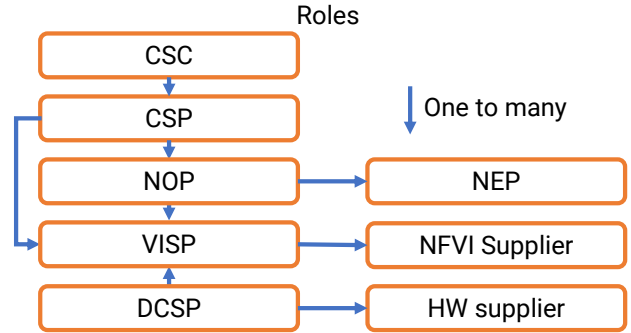 Roles
CSC
CSP
One to many
NOP
NEP
VISP
NFVI Supplier
DCSP
HW supplier